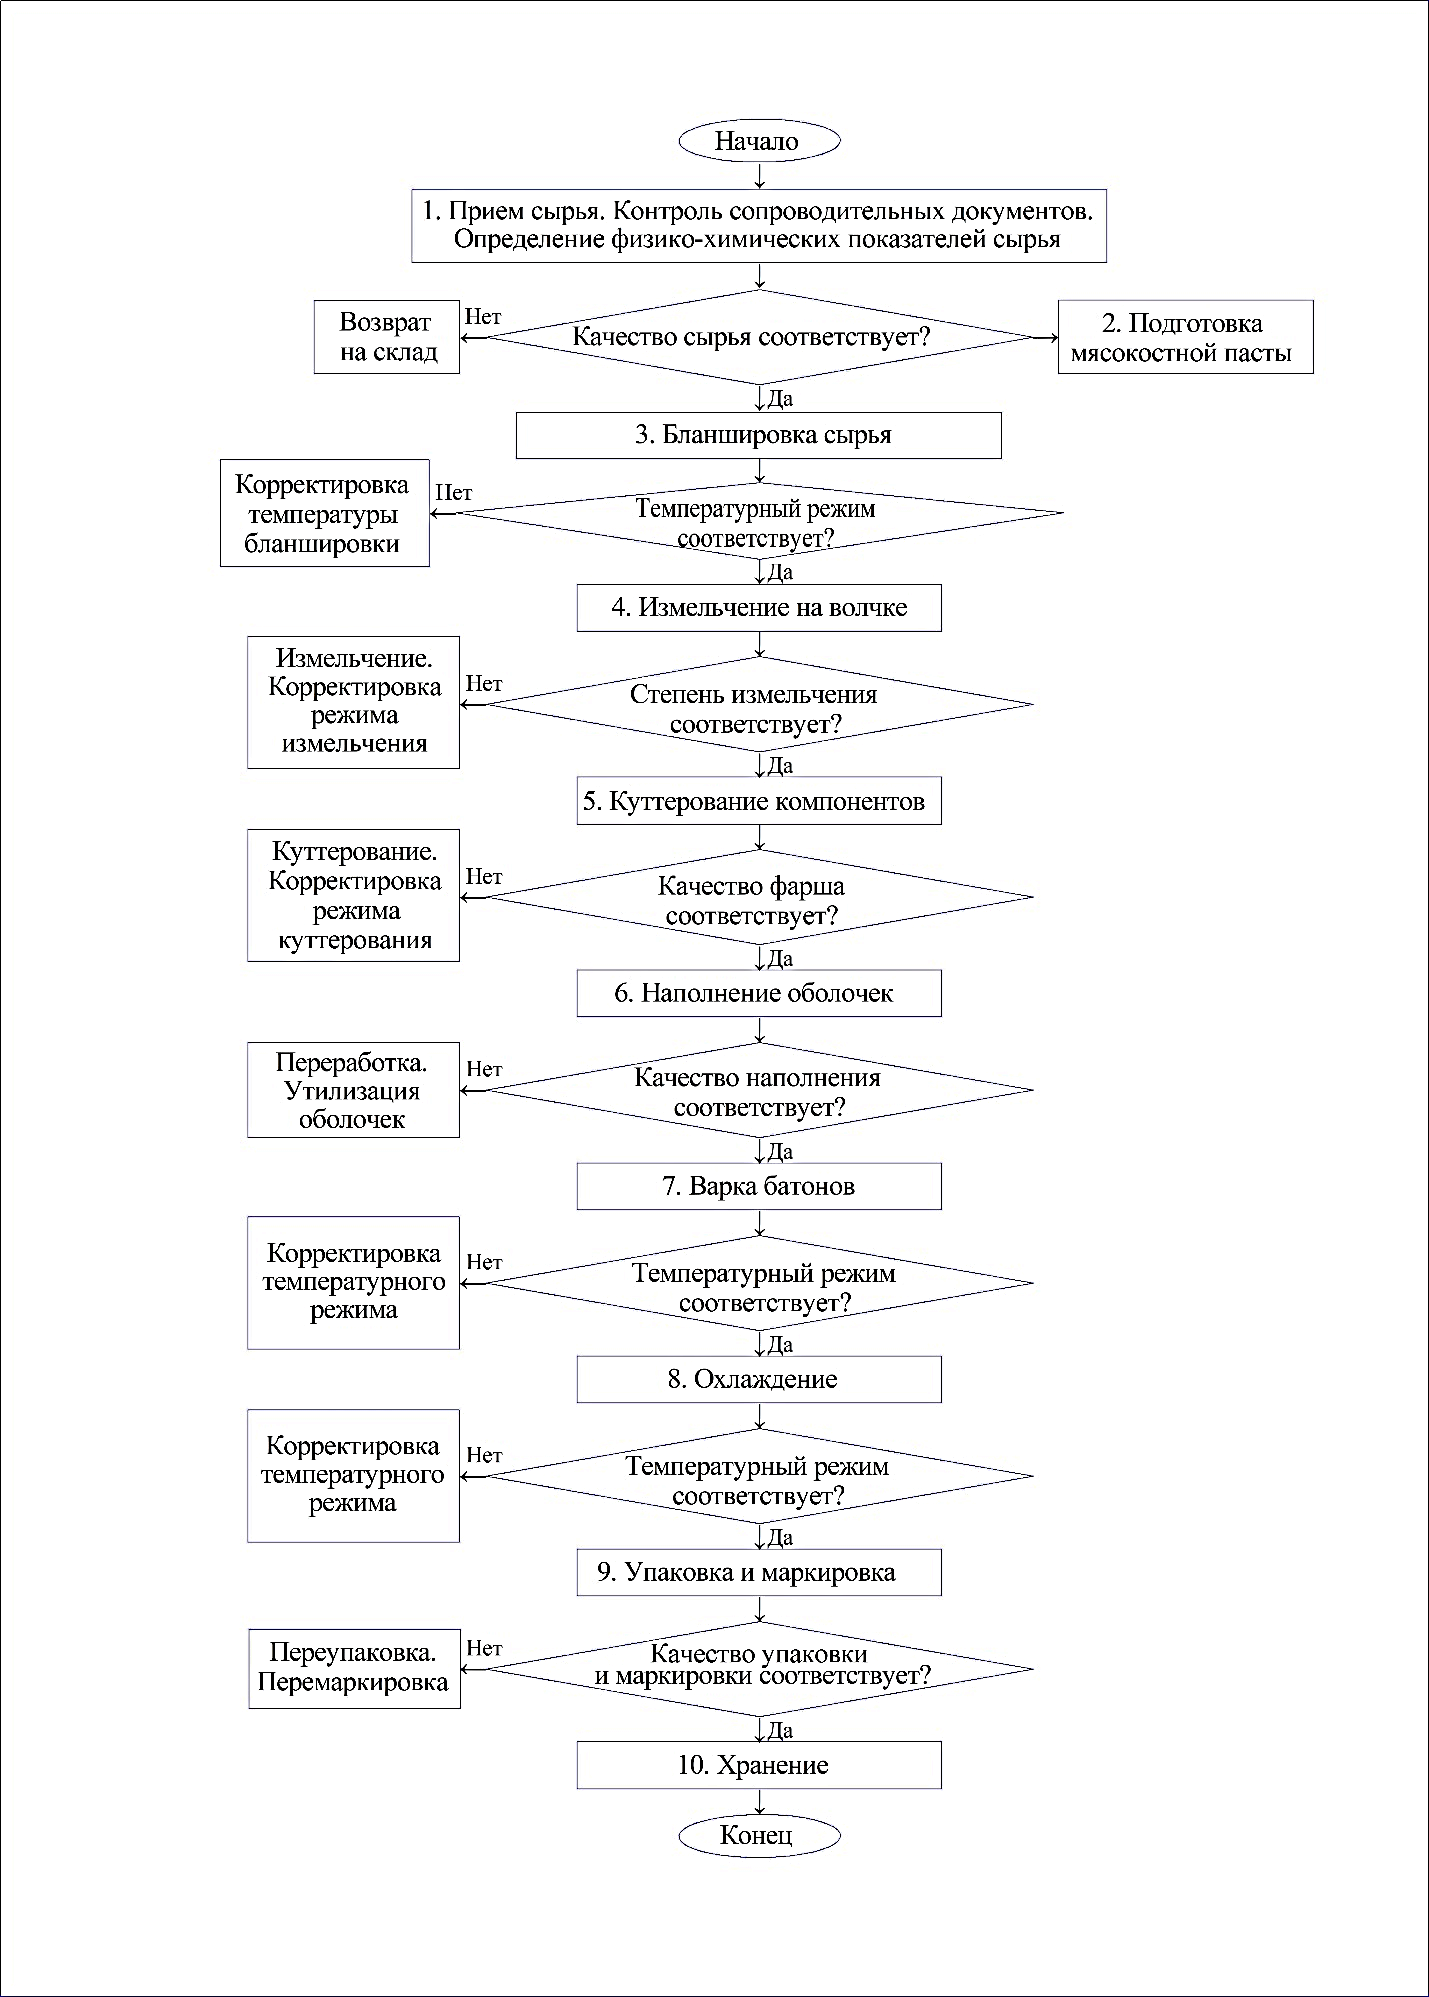 Начало
1. Прием сырья. Контроль сопроводительных документов.
Определение физико-химических показателей сырья
Возврат
на склад
Нет
Качество сырья соответствует?
2. Подготовка
мясокостной пасты
Да
3. Бланшировка сырья
Корректировка
температуры
бланшировки
Нет
Температурный режим
соответствует?
Да
4. Измельчение на волчке
Измельчение.
Корректировка
режима
измельчения
Нет
Степень измельчения
соответствует?
Да
5. Куттерование компонентов
Куттерование.
Корректировка
режима
куттерования
Нет
Качество фарша
соответствует?
Да
6. Наполнение оболочек
Переработка.
Утилизация
оболочек
Нет
Качество наполнения
соответствует?
Да
7. Варка батонов
Корректировка
температурного
режима
Нет
Температурный режим
соответствует?
Да
8. Охлаждение
Корректировка
температурного
режима
Нет
Температурный режим
соответствует?
Да
9. Упаковка и маркировка
Переупаковка.
Перемаркировка
Нет
Качество упаковки
и маркировки соответствует?
Да
10. Хранение
Конец